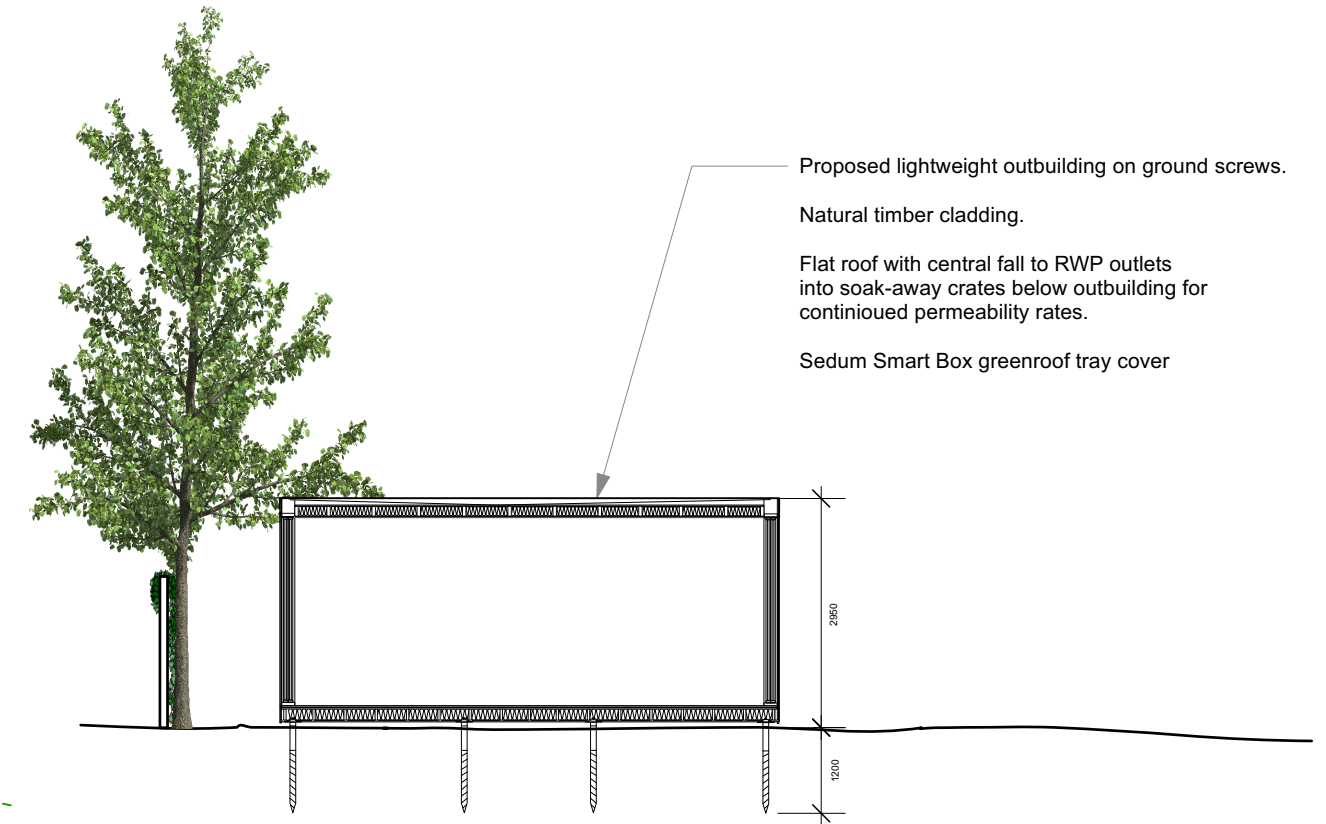 Proposed lightweight outbuilding on ground screws.
Natural timber cladding.
Flat roof with central fall to RWP outlets
into soak-away crates below outbuilding for
continioued permeability rates.
Sedum Smart Box greenroof tray cover
2950
1200